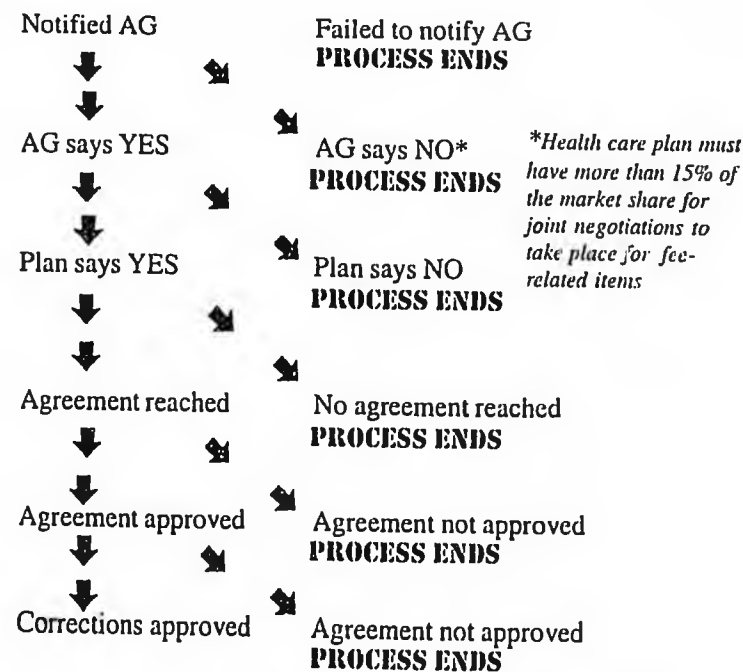 Notified AG
Failed to notify AG
PROCESS ENDS
AG says YES
AG says NO*
PROCESS ENDS
*Health care plan must
have more than 15% of
the market share for
joint negotiations to
take place for fee-
related items
Plan says YES
Plan says NO
PROCESS ENDS
Agreement reached
No agreement reached
PROCESS ENDS
Agreement approved
Agreement not approved
PROCESS ENDS
Corrections approved
Agreement not approved
PROCESS ENDS